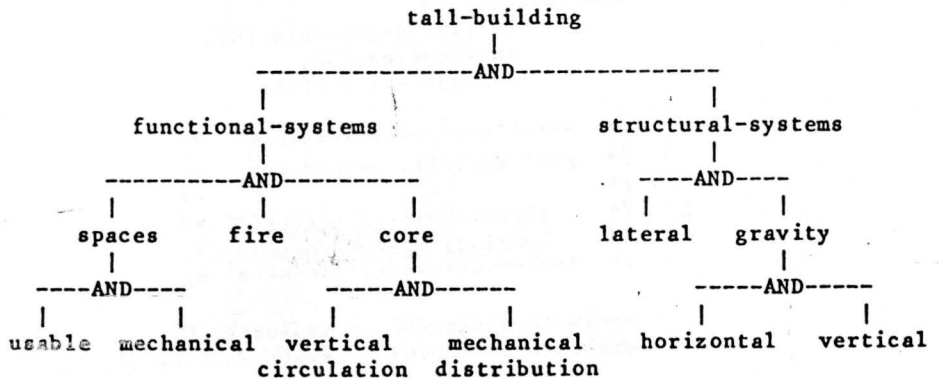 tall-building
|
-----------------AND----------------
| |
functional-systems structural-systems
| |
-----------AND----------- ----AND----
| | | | |
spaces fire core lateral gravity
| | |
----AND---- -----AND------ -----AND-----
| | | | | |
usable mechanical vertical mechanical horizontal vertical
circulation distribution